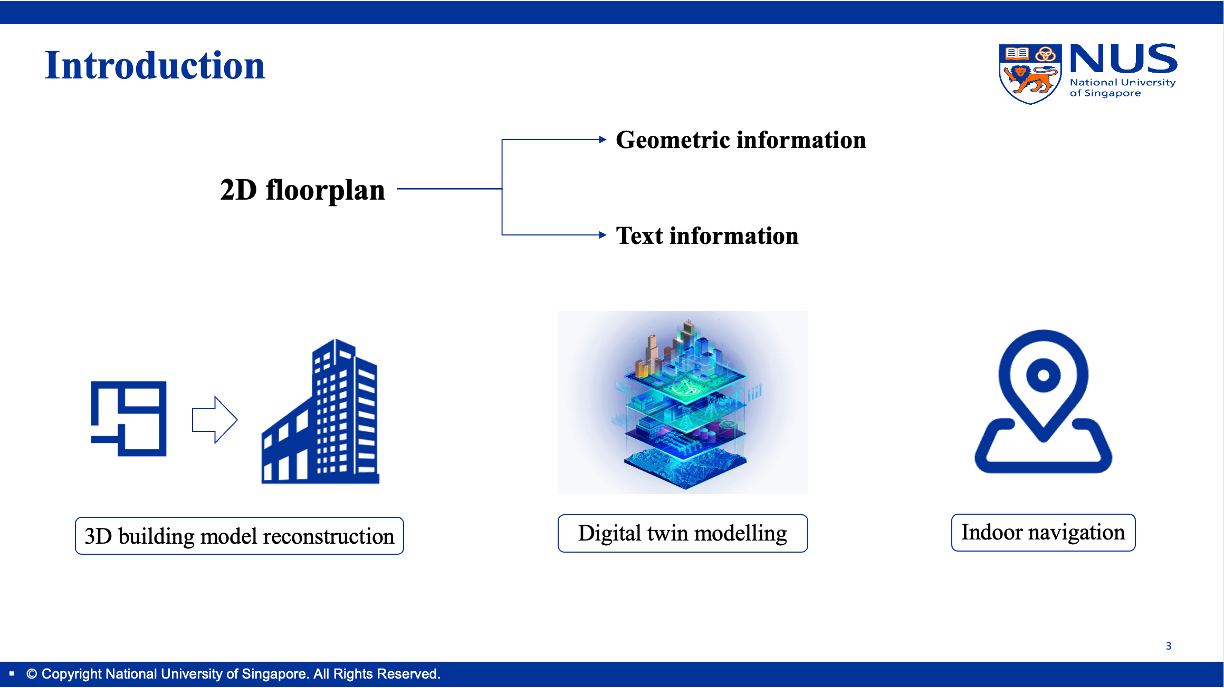 Introduction
NUS
National University
of Singapore
Geometric information
2D floorplan
Text information
3D building model reconstruction
Digital twin modelling
Indoor navigation
3
▪ © Copyright National University of Singapore. All Rights Reserved.